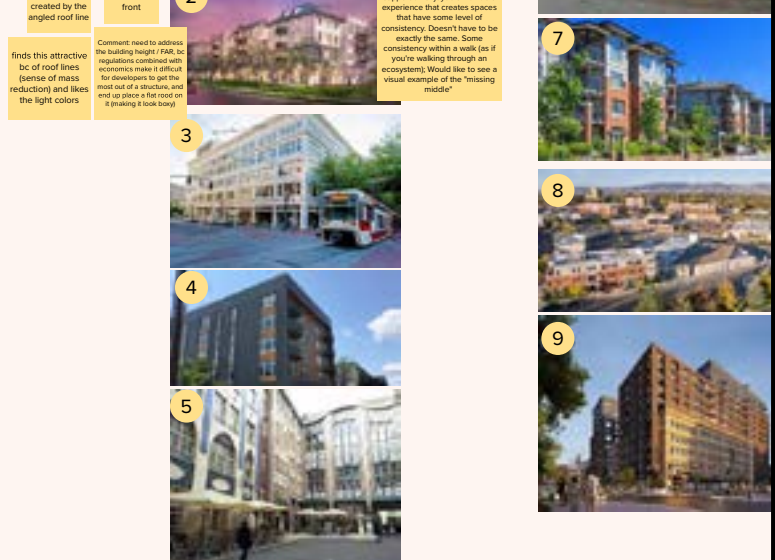 created by the
angled roof line
front
finds this attractive
bc of roof lines
(sense of mass
reduction) and likes
the light colors
Comment: need to address
the building height / FAR, bc
regulations combined with
economics make it difficult
for developers to get the
most out of a structure, and
end up place a flat rood on
it (making it look boxy)
2
experience that creates spaces
that have some level of
consistency. Doesn't have to be
exactly the same. Some
consistency within a walk (as if
you're walking through an
ecosystem); Would like to see a
visual example of the "missing
middle"
3
4
5
7
8
9